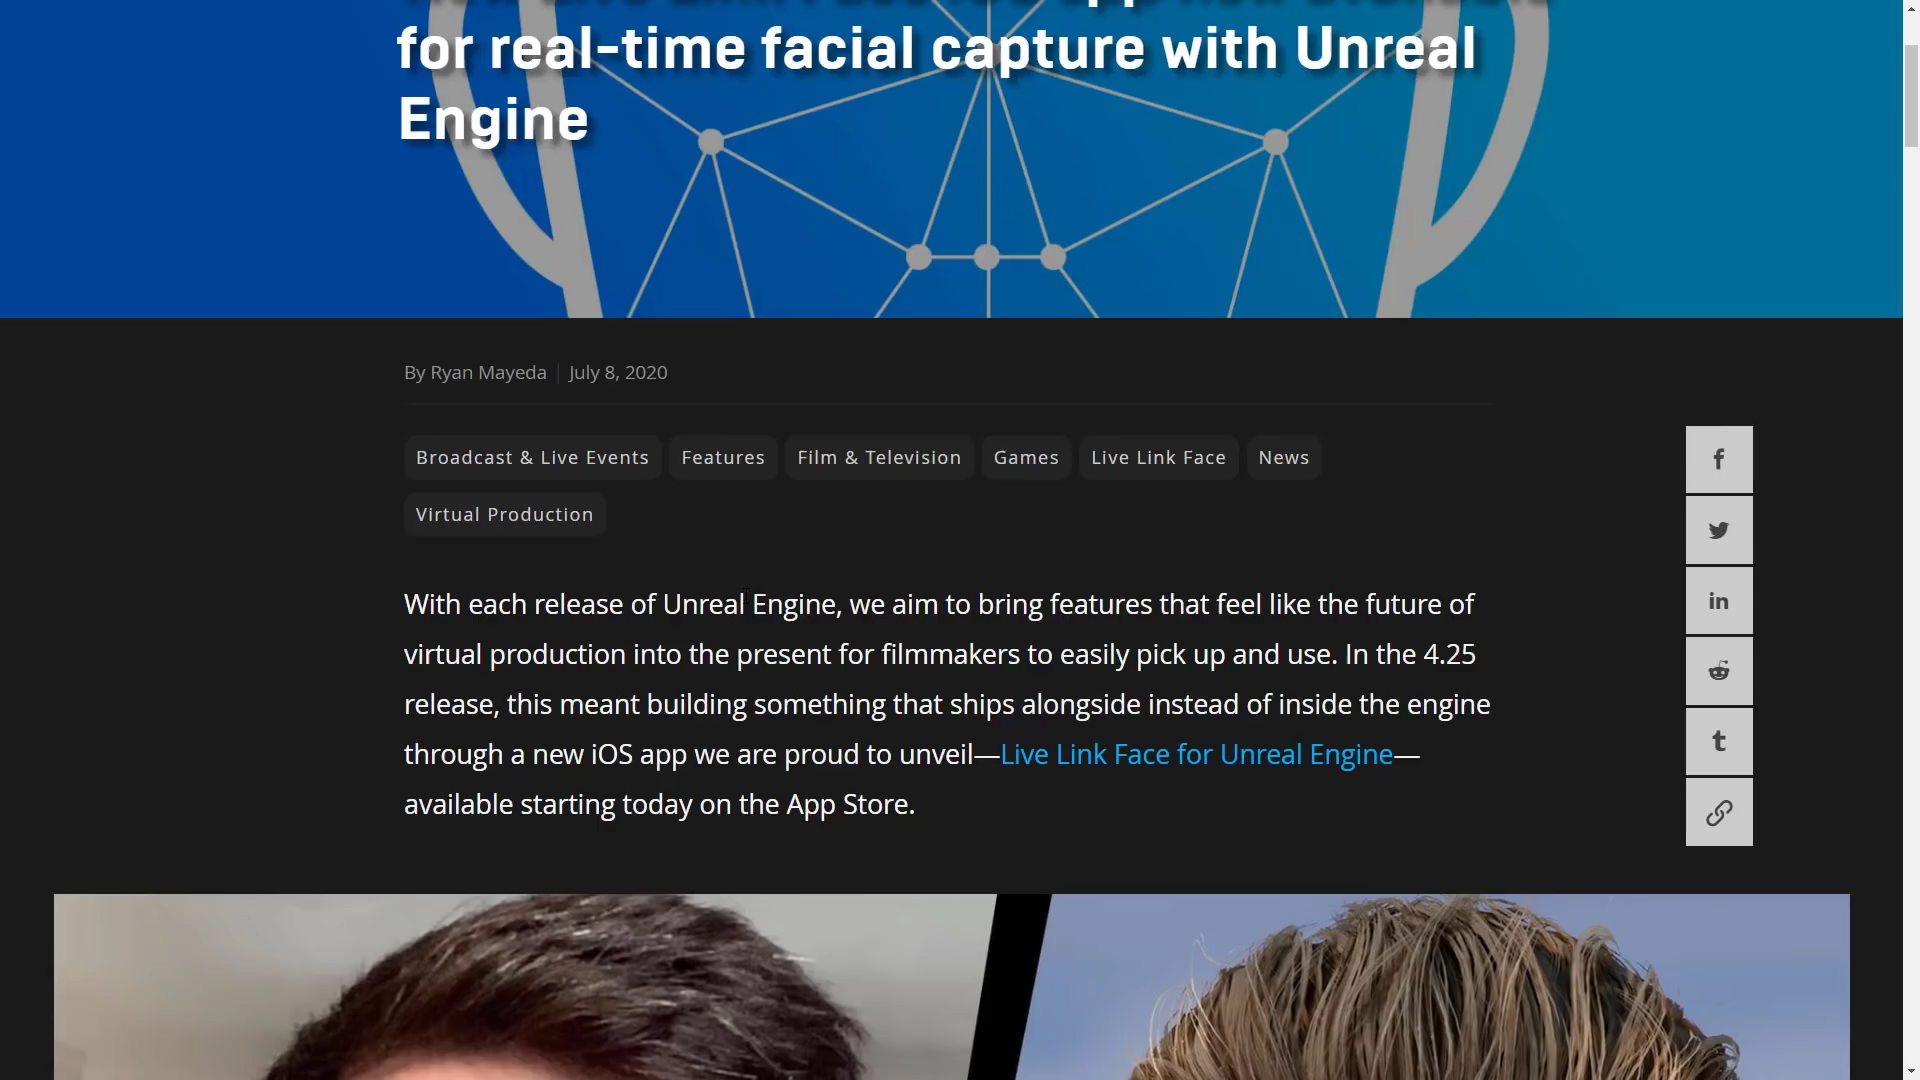 for real-time facial capture with Unreal
Engine
By Ryan Mayeda | July 8, 2020
Broadcast & Live Events Features Film & Television Games Live Link Face News
Virtual Production
With each release of Unreal Engine, we aim to bring features that feel like the future of
virtual production into the present for filmmakers to easily pick up and use. In the 4.25
release, this meant building something that ships alongside instead of inside the engine
through a new iOS app we are proud to unveil—Live Link Face for Unreal Engine—
available starting today on the App Store.